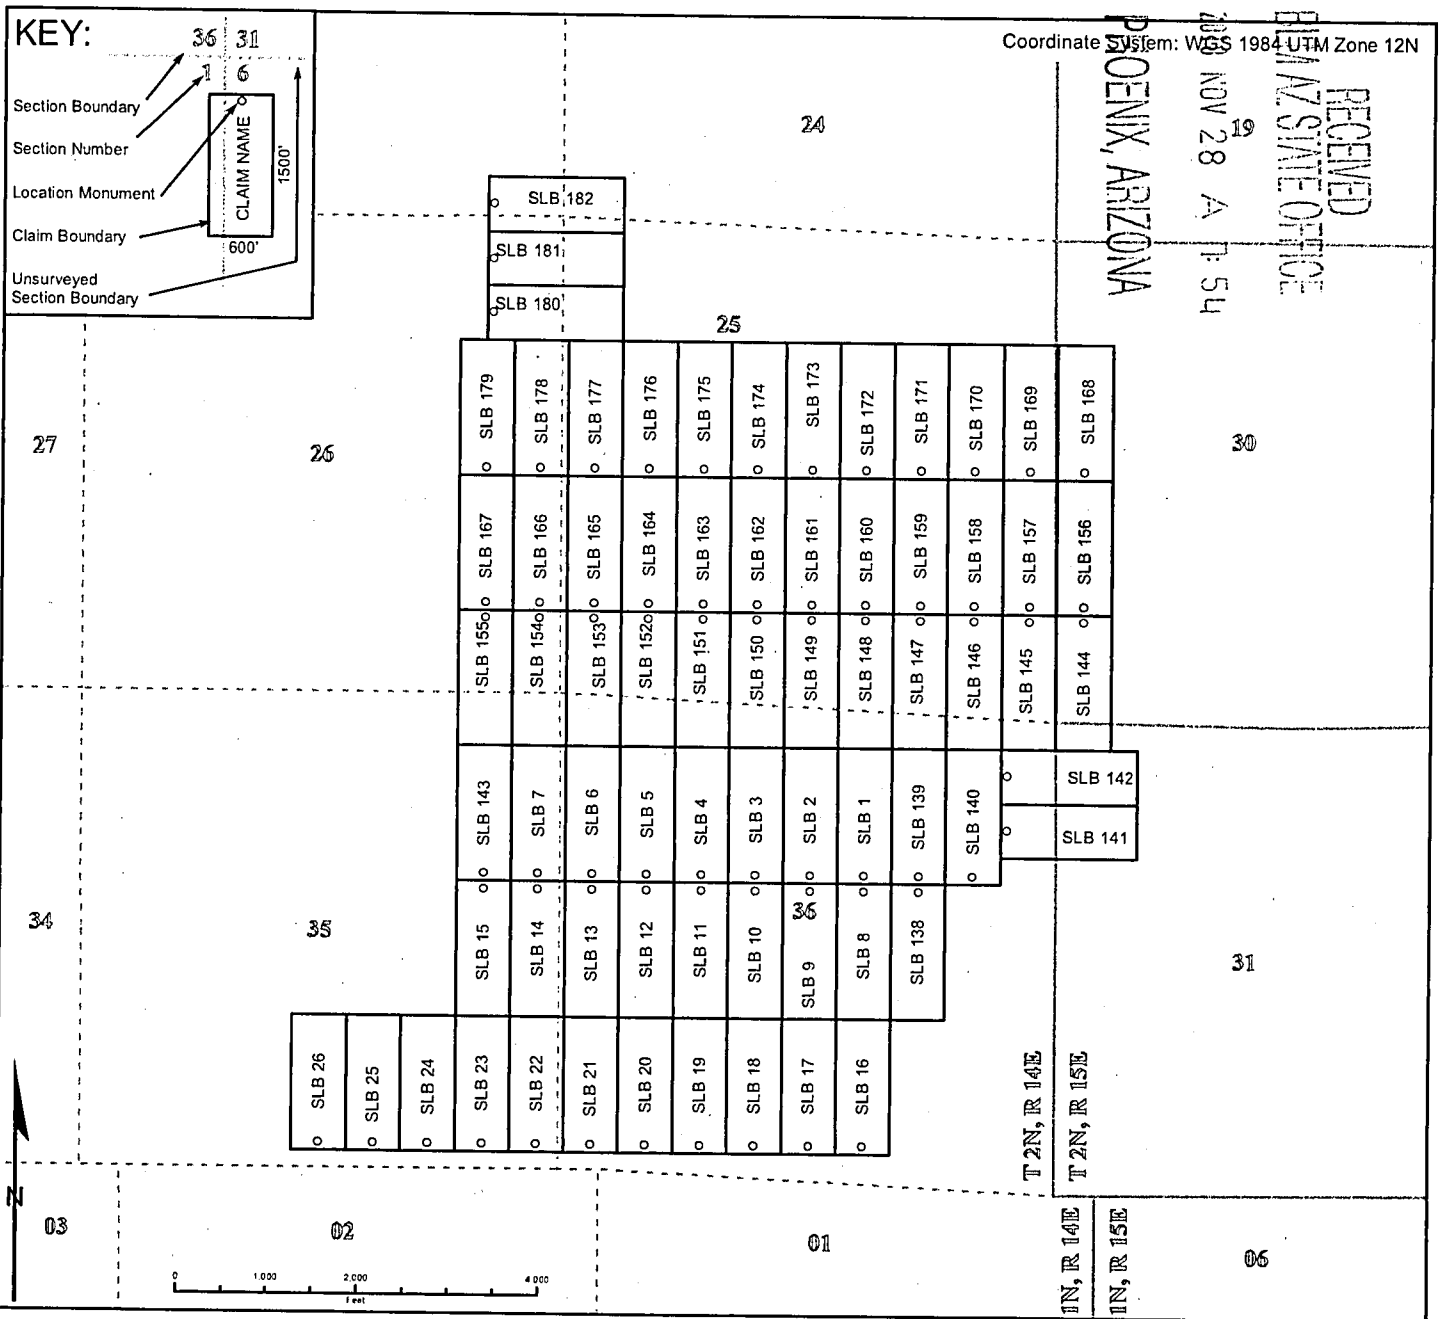 KEY:
36 31
1 6
Section Boundary
Section Number
Location Monument
Claim Boundary
Unsurveyed
Section Boundary
CLAIM NAME
1500'
600'
Coordinate System: WGS 1984 UTM Zone 12N
RECEIVED
BLM AZ STATE OFFICE
NOV 28 A 7:54
PHOENIX, ARIZONA
24
19
SLB 182
SLB 181
SLB 180
25
27
26
30
SLB 179
SLB 178
SLB 177
SLB 176
SLB 175
SLB 174
SLB 173
SLB 172
SLB 171
SLB 170
SLB 169
SLB 168
SLB 167
SLB 166
SLB 165
SLB 164
SLB 163
SLB 162
SLB 161
SLB 160
SLB 159
SLB 158
SLB 157
SLB 156
SLB 155
SLB 154
SLB 153
SLB 152
SLB 151
SLB 150
SLB 149
SLB 148
SLB 147
SLB 146
SLB 145
SLB 144
SLB 143
SLB 7
SLB 6
SLB 5
SLB 4
SLB 3
SLB 2
SLB 1
SLB 139
SLB 140
SLB 142
SLB 141
34
35
36
31
SLB 15
SLB 14
SLB 13
SLB 12
SLB 11
SLB 10
SLB 9
SLB 8
SLB 138
SLB 26
SLB 25
SLB 24
SLB 23
SLB 22
SLB 21
SLB 20
SLB 19
SLB 18
SLB 17
SLB 16
T 2N, R 14E
T 2N, R 15E
N
03
02
01
06
1N, R 14E
1N, R 15E
0 1,000 2,000 4,000
Feet